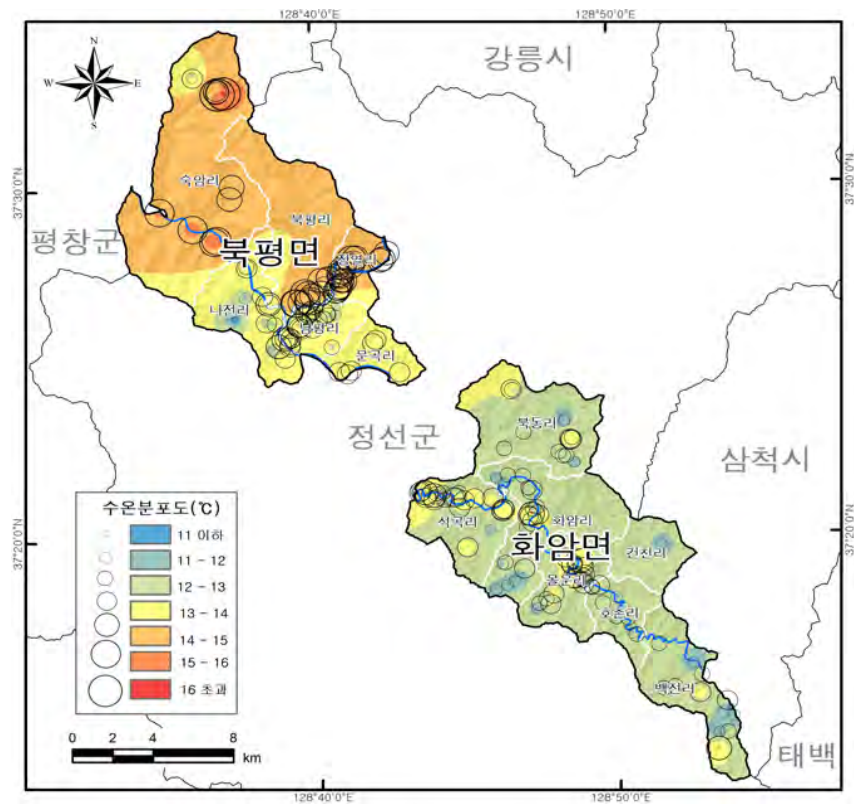 128°40'0"E
128°50'0"E
N
W
E
S
강릉시
37°30'0"N
37°30'0"N
숙암리
북평리
평창군
북평면
장열리
나전리
남평리
문곡리
정선군
북동리
삼척시
수온분포도(℃)
11 이하
11 - 12
12 - 13
13 - 14
14 - 15
15 - 16
16 초과
석곡리
화암리
37°20'0"N
37°20'0"N
화암면
건천리
몰운리
호촌리
백전리
0 2 4 8
km
태백
128°40'0"E
128°50'0"E